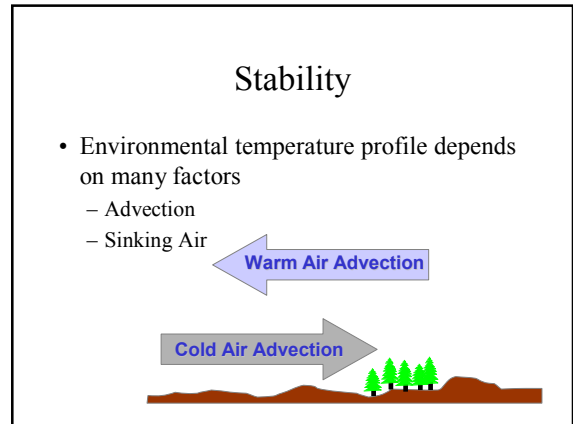 Stability
• Environmental temperature profile depends
on many factors
– Advection
– Sinking Air
Warm Air Advection
Cold Air Advection